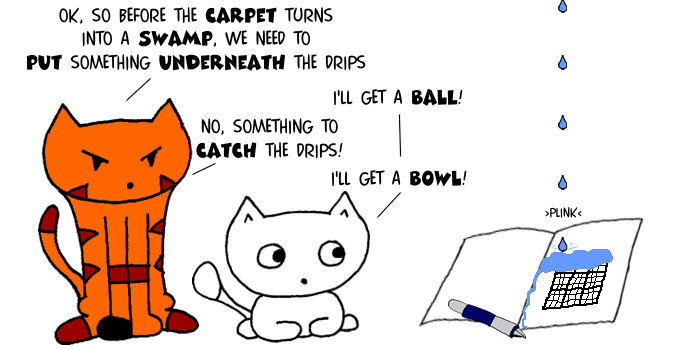 OK, SO BEFORE THE CARPET TURNS
INTO A SWAMP, WE NEED TO
PUT SOMETHING UNDERNEATH THE DRIPS
I'LL GET A BALL!
NO, SOMETHING TO
CATCH THE DRIPS!
I'LL GET A BOWL!
>PLINK<